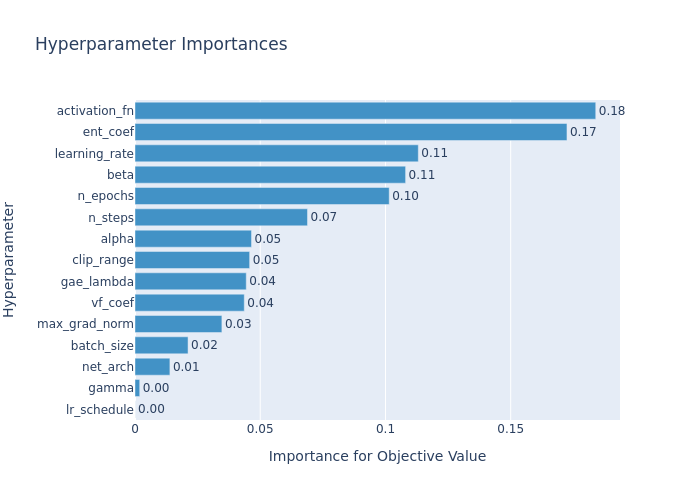 Hyperparameter Importances
Hyperparameter
activation_fn 0.18
ent_coef 0.17
learning_rate 0.11
beta 0.11
n_epochs 0.10
n_steps 0.07
alpha 0.05
clip_range 0.05
gae_lambda 0.04
vf_coef 0.04
max_grad_norm 0.03
batch_size 0.02
net_arch 0.01
gamma 0.00
lr_schedule 0.00
0 0.05 0.1 0.15
Importance for Objective Value